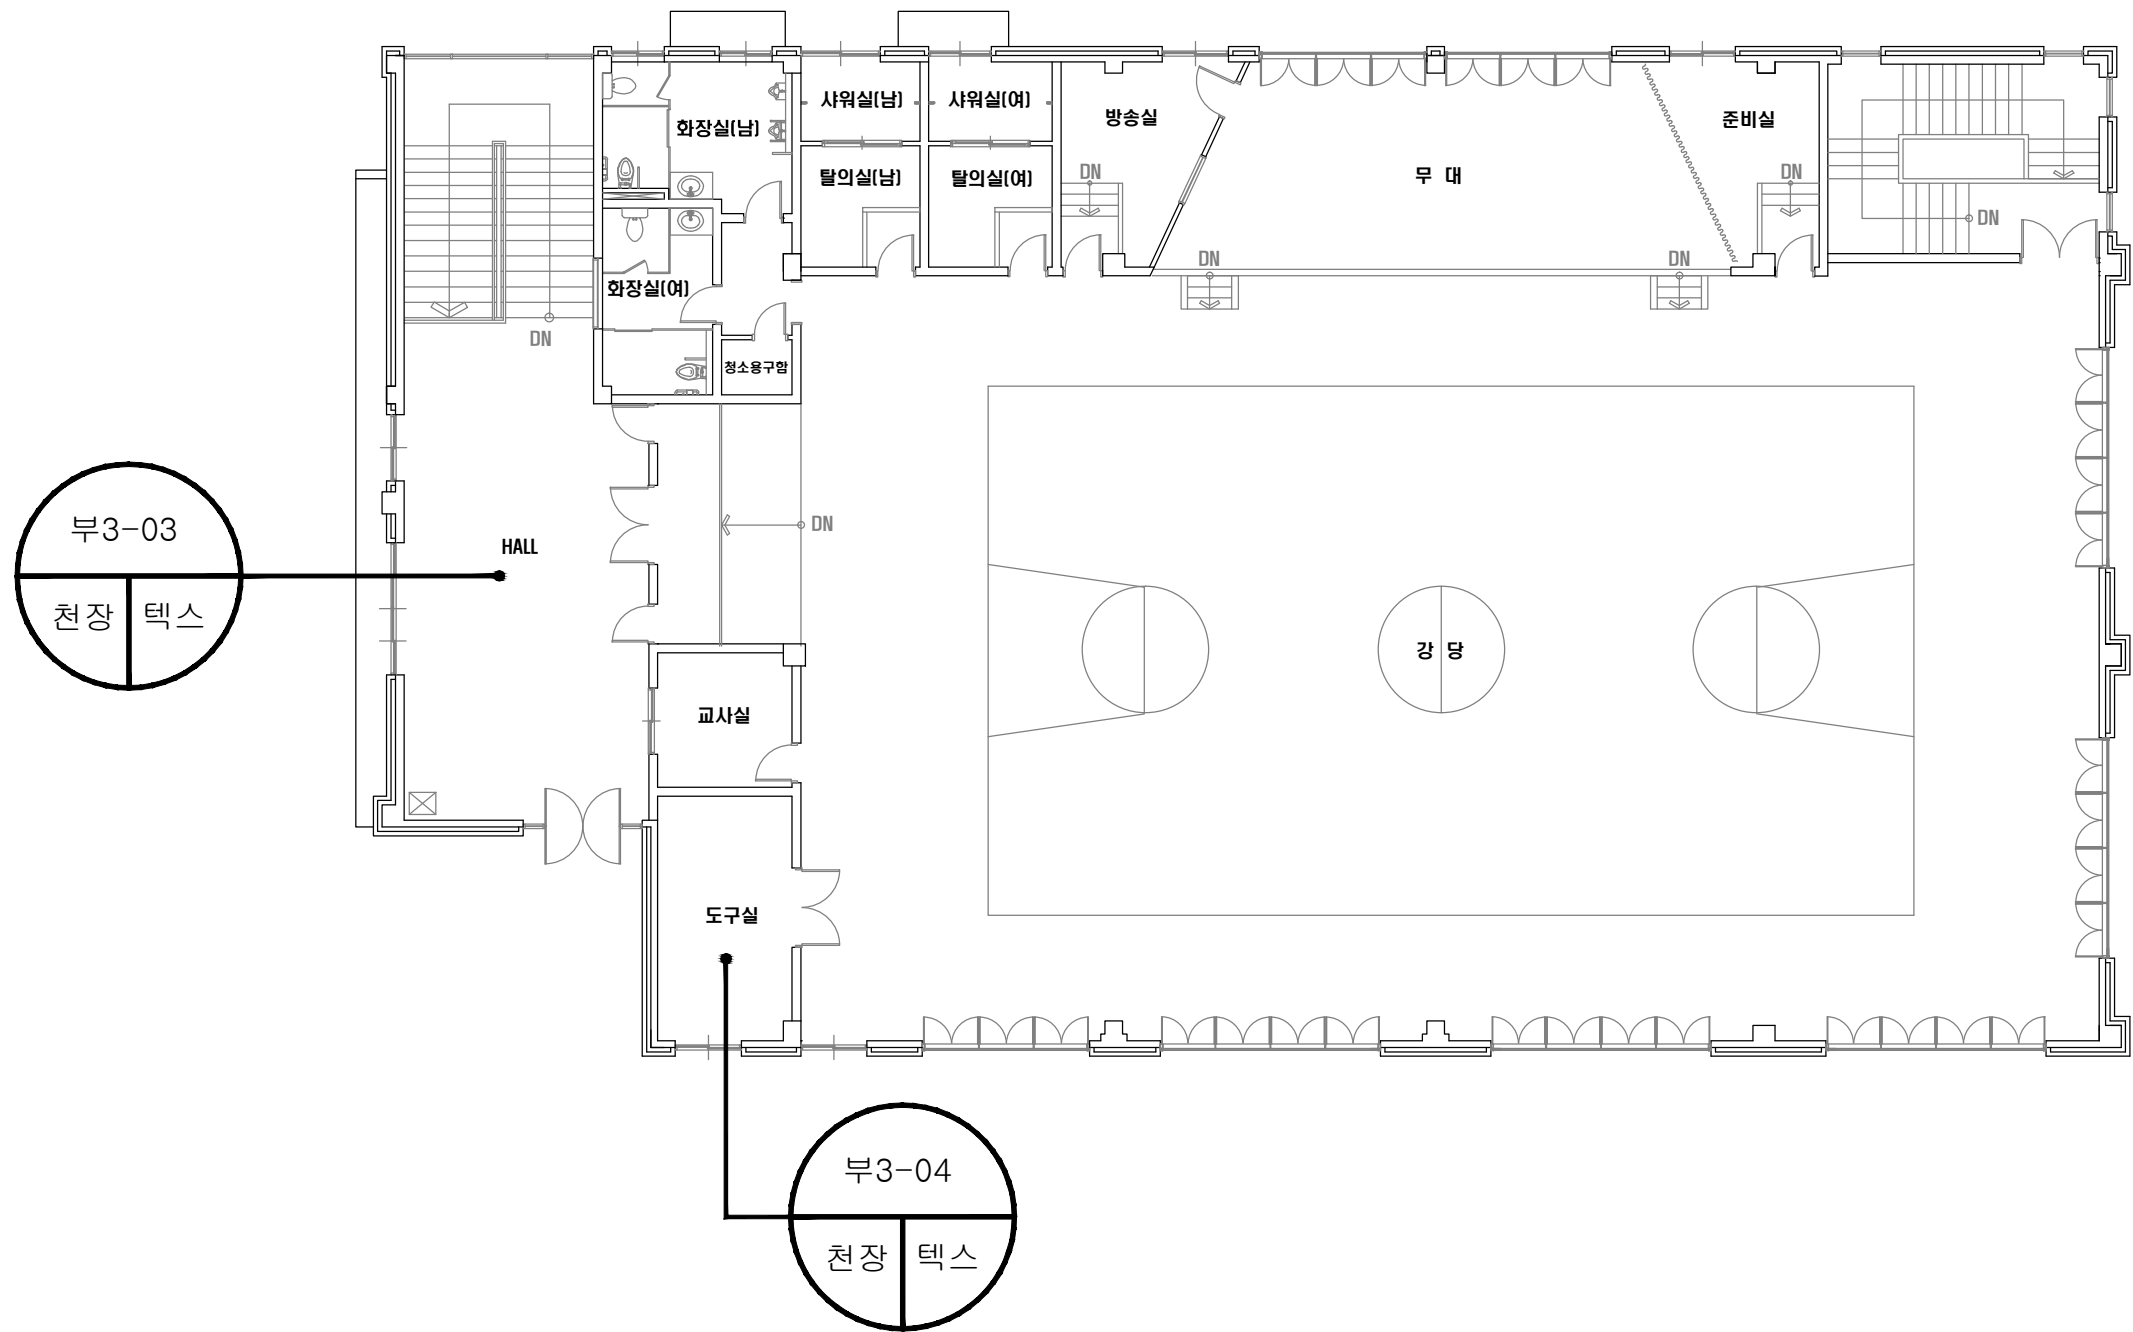 샤워실(남)
샤워실(여)
방송실
준비실
화장실(남)
탈의실(남)
탈의실(여)
무 대
DN
DN
DN
DN
DN
화장실(여)
DN
청소용구함
부3-03
천장 텍스
HALL
DN
강 당
교사실
도구실
부3-04
천장 텍스